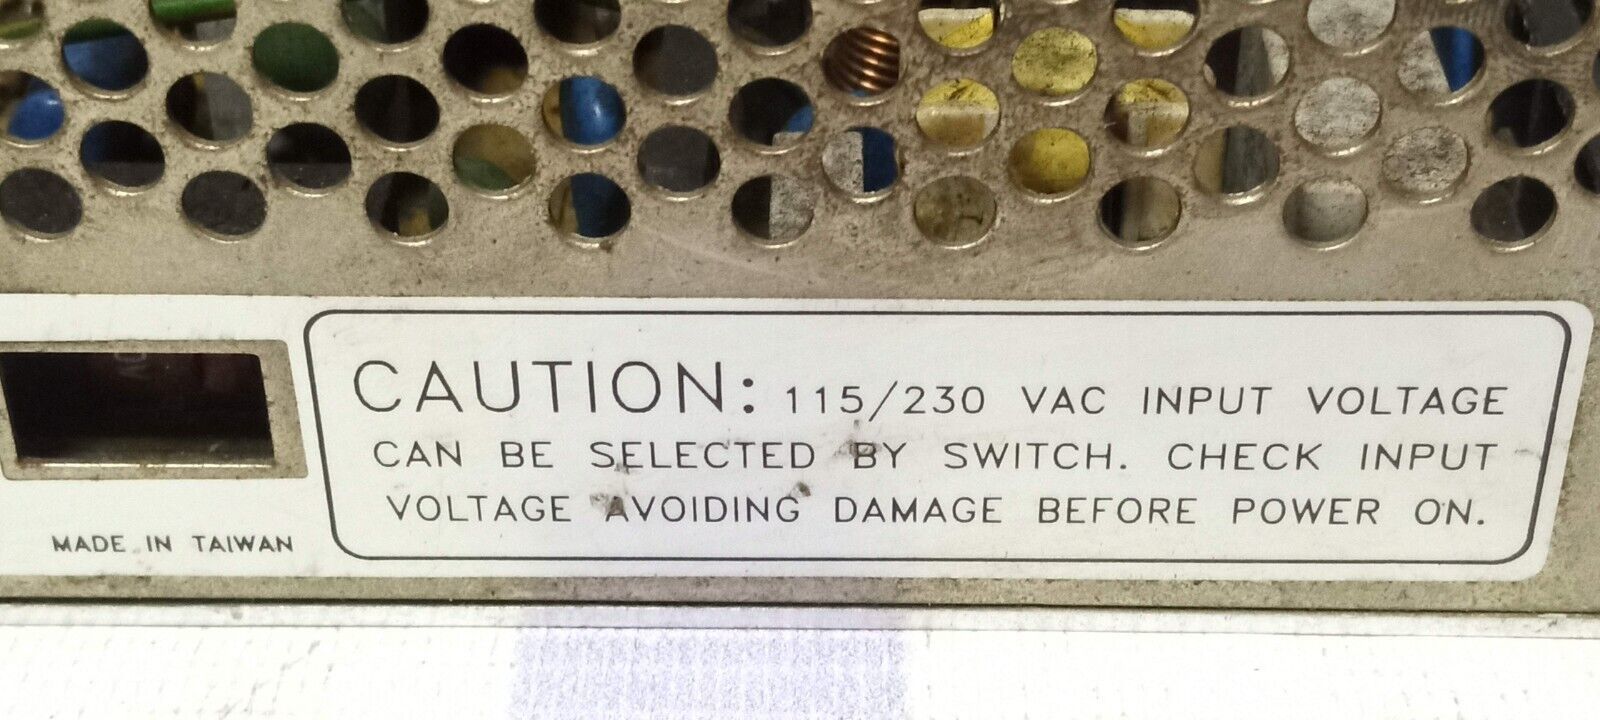 CAUTION: 115/230 VAC INPUT VOLTAGE
CAN BE SELECTED BY SWITCH. CHECK INPUT
VOLTAGE AVOIDING DAMAGE BEFORE POWER ON.
MADE IN TAIWAN